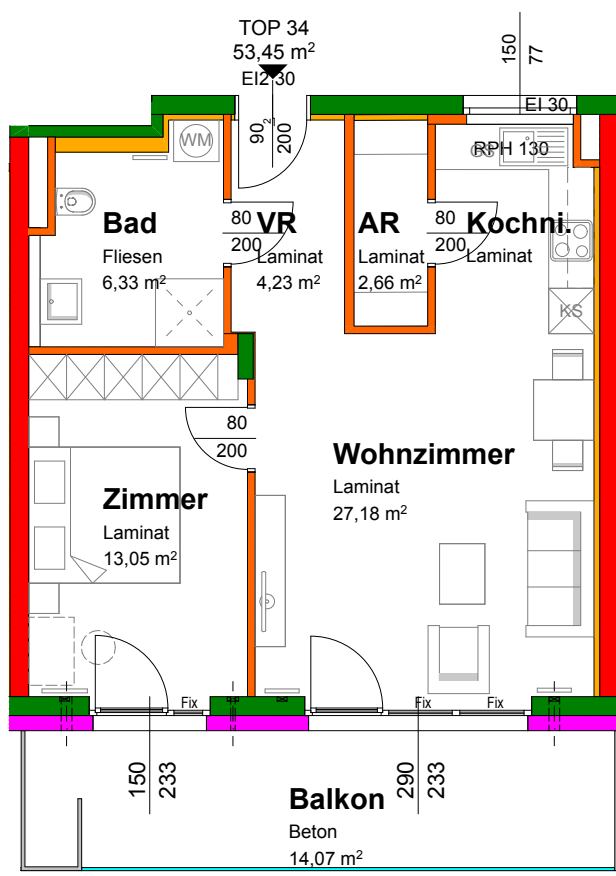 TOP 34
53,45 m²
EI2 30
150
77
EI 30
90
200
WM
GS
RPH 130
Bad
Fliesen
6,33 m²
80
200
VR
Laminat
4,23 m²
AR
Laminat
2,66 m²
80
200
Kochni.
Laminat
KS
80
200
Wohnzimmer
Laminat
27,18 m²
Zimmer
Laminat
13,05 m²
Fix
Fix
Fix
150
233
290
233
Balkon
Beton
14,07 m²